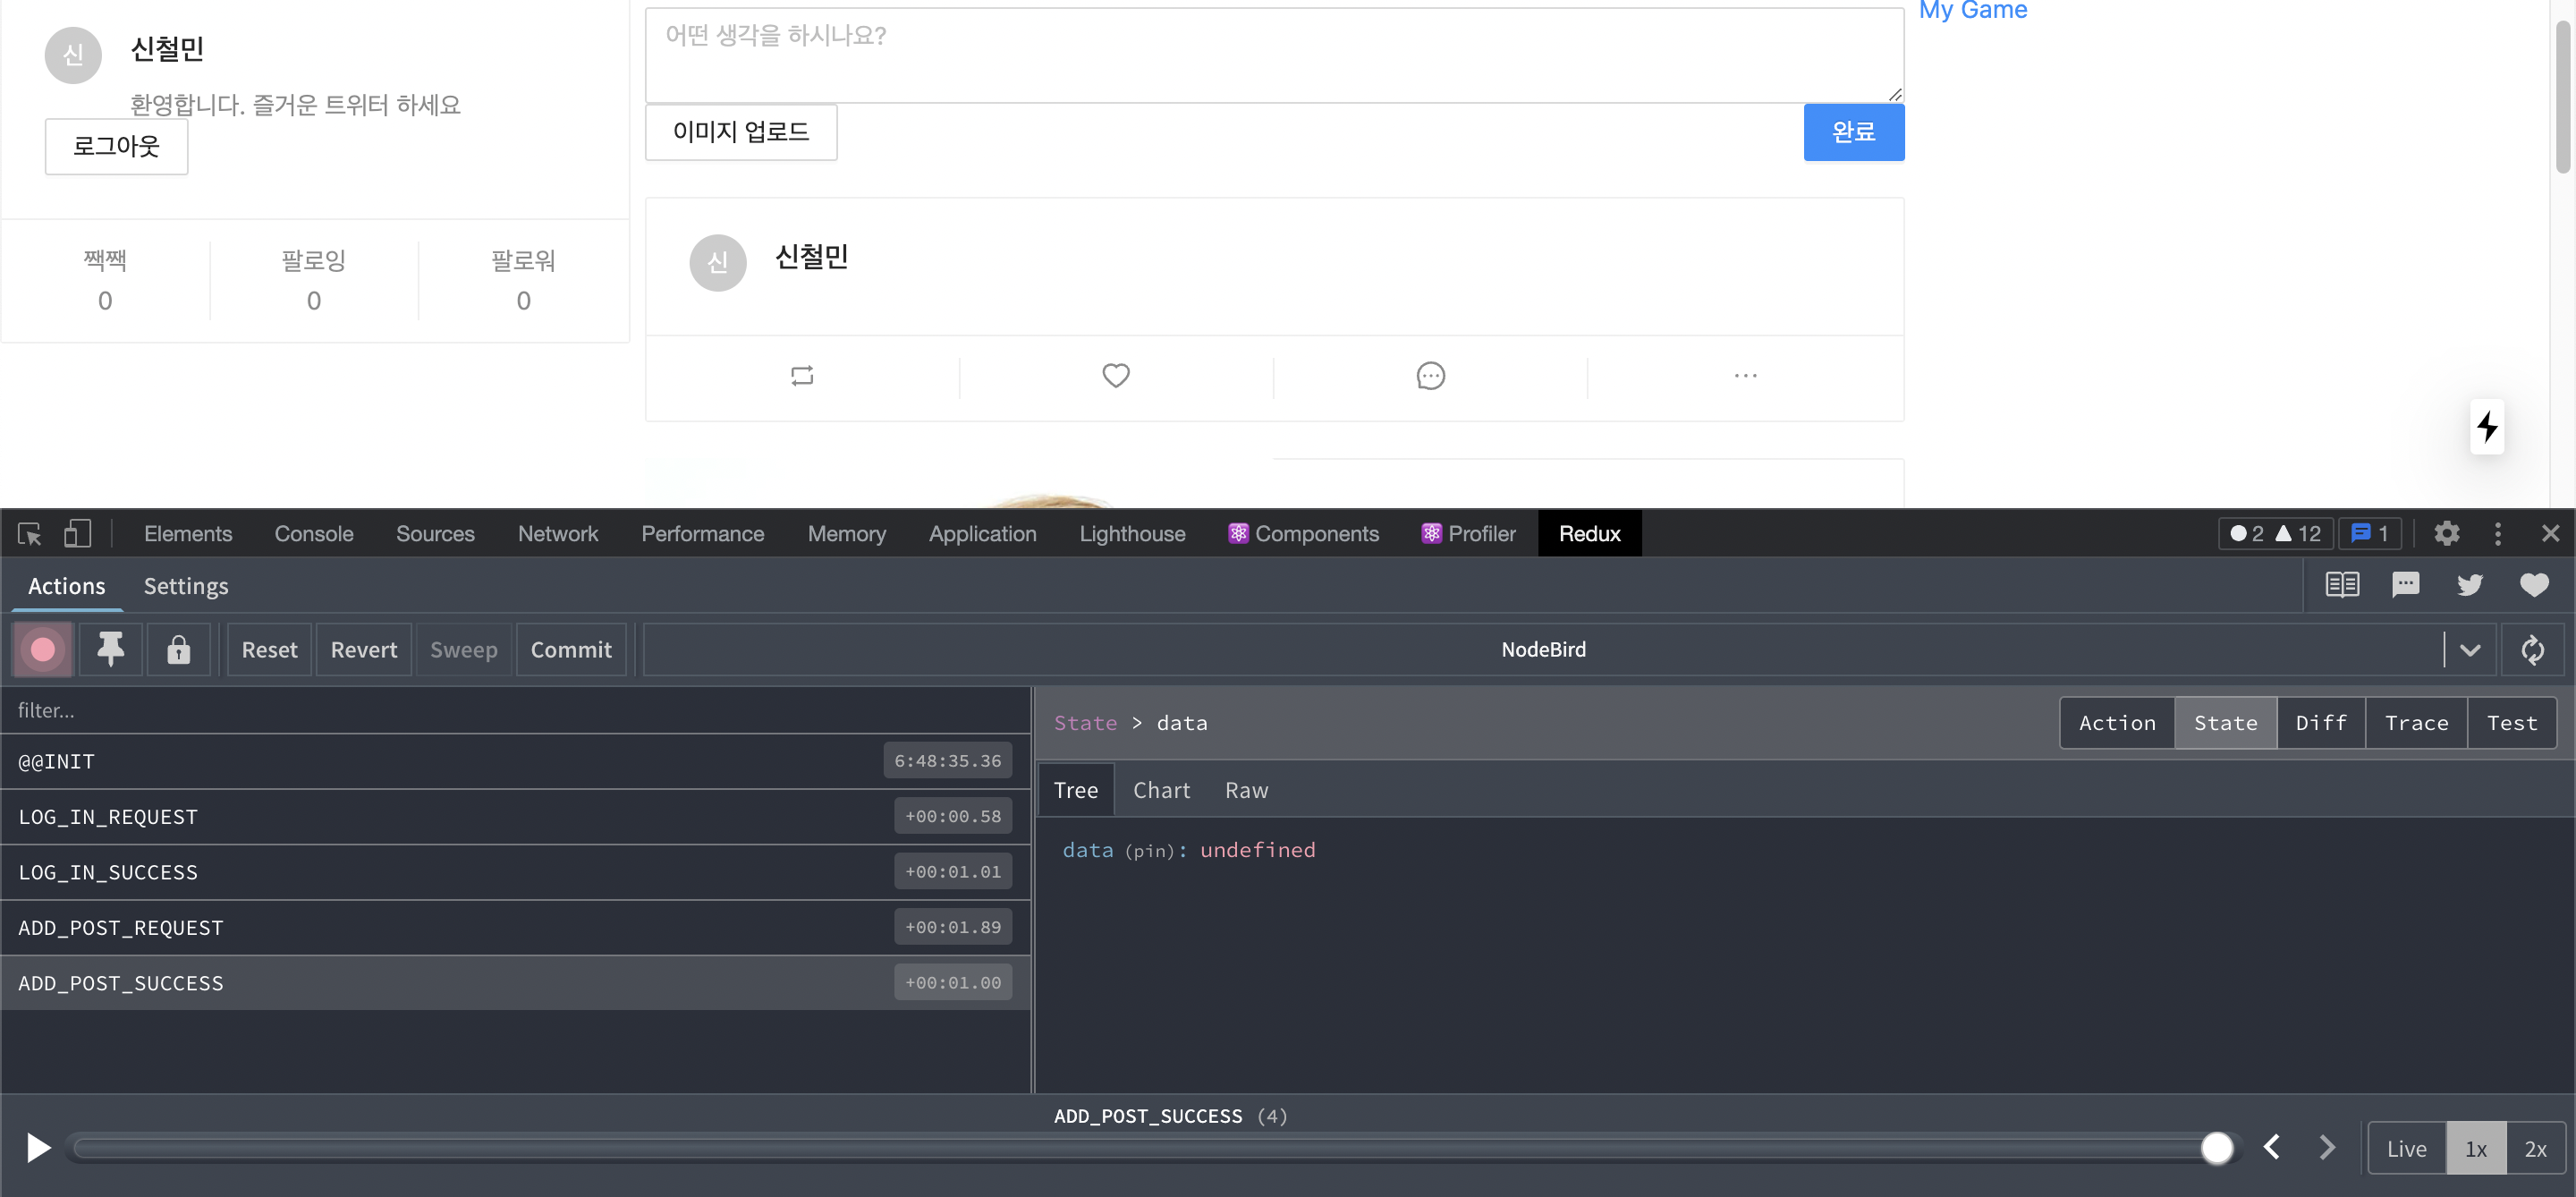 My Game
신 신철민
환영합니다. 즐거운 트위터 하세요
로그아웃
짹짹 팔로잉 팔로워
0 0 0
어떤 생각을 하시나요?
이미지 업로드 완료
신 신철민
Elements Console Sources Network Performance Memory Application Lighthouse Components Profiler Redux 2 12 1
Actions Settings
Reset Revert Sweep Commit NodeBird
filter...
@@INIT 6:48:35.36
LOG_IN_REQUEST +00:00.58
LOG_IN_SUCCESS +00:01.01
ADD_POST_REQUEST +00:01.89
ADD_POST_SUCCESS +00:01.00
State > data Action State Diff Trace Test
Tree Chart Raw
data (pin): undefined
ADD_POST_SUCCESS (4)
Live 1x 2x